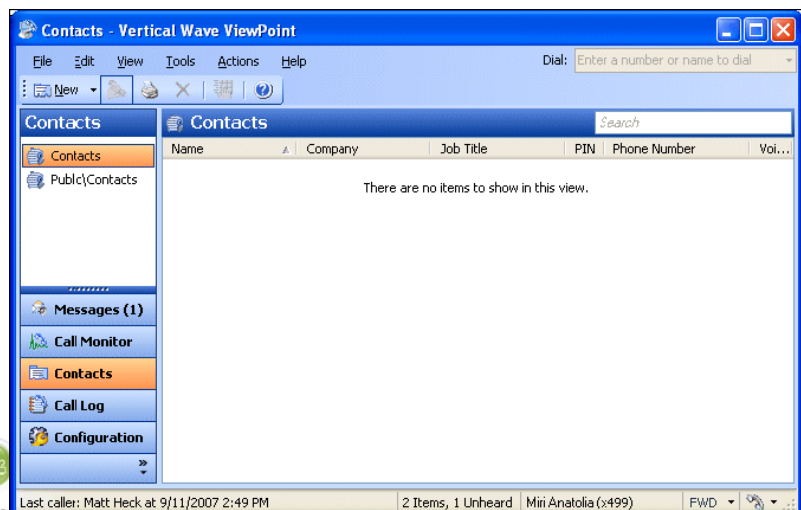 Contacts - Vertical Wave ViewPoint
File Edit View Tools Actions Help
Dial: Enter a number or name to dial
New
Contacts
Contacts
Search
Contacts
Publc\Contacts
Name Company Job Title PIN Phone Number Voi...
There are no items to show in this view.
Messages (1)
Call Monitor
Contacts
Call Log
Configuration
Last caller: Matt Heck at 9/11/2007 2:49 PM
2 Items, 1 Unheard
Miri Anatolia (x499)
FWD